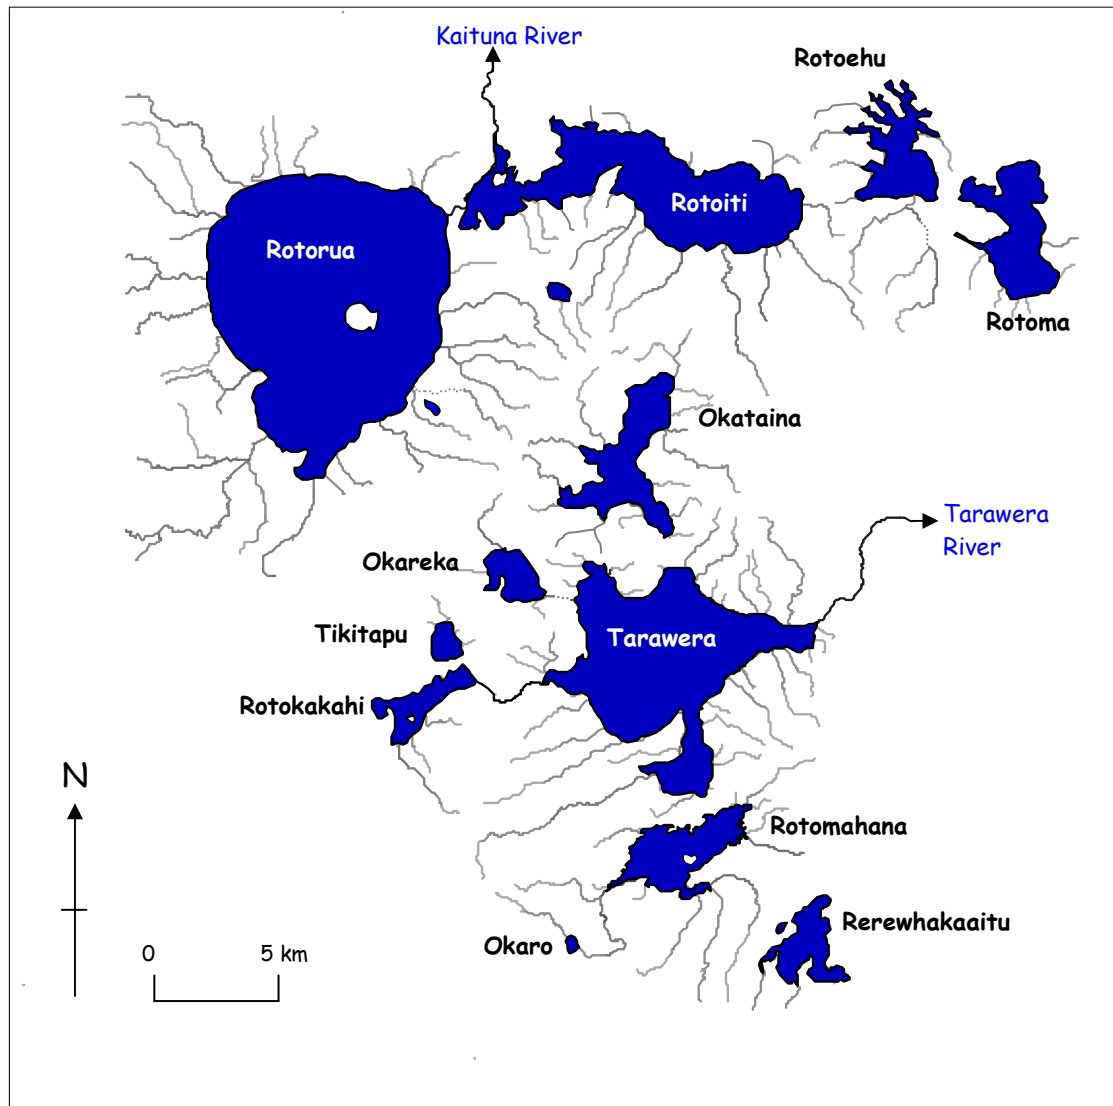 Kaituna River
Rotoehu
Rotoiti
Rotorua
Rotoma
Okataina
Tarawera
River
Okareka
Tikitapu
Tarawera
Rotokakahi
N
Rotomahana
Rerewhakaaitu
Okaro
0 5 km